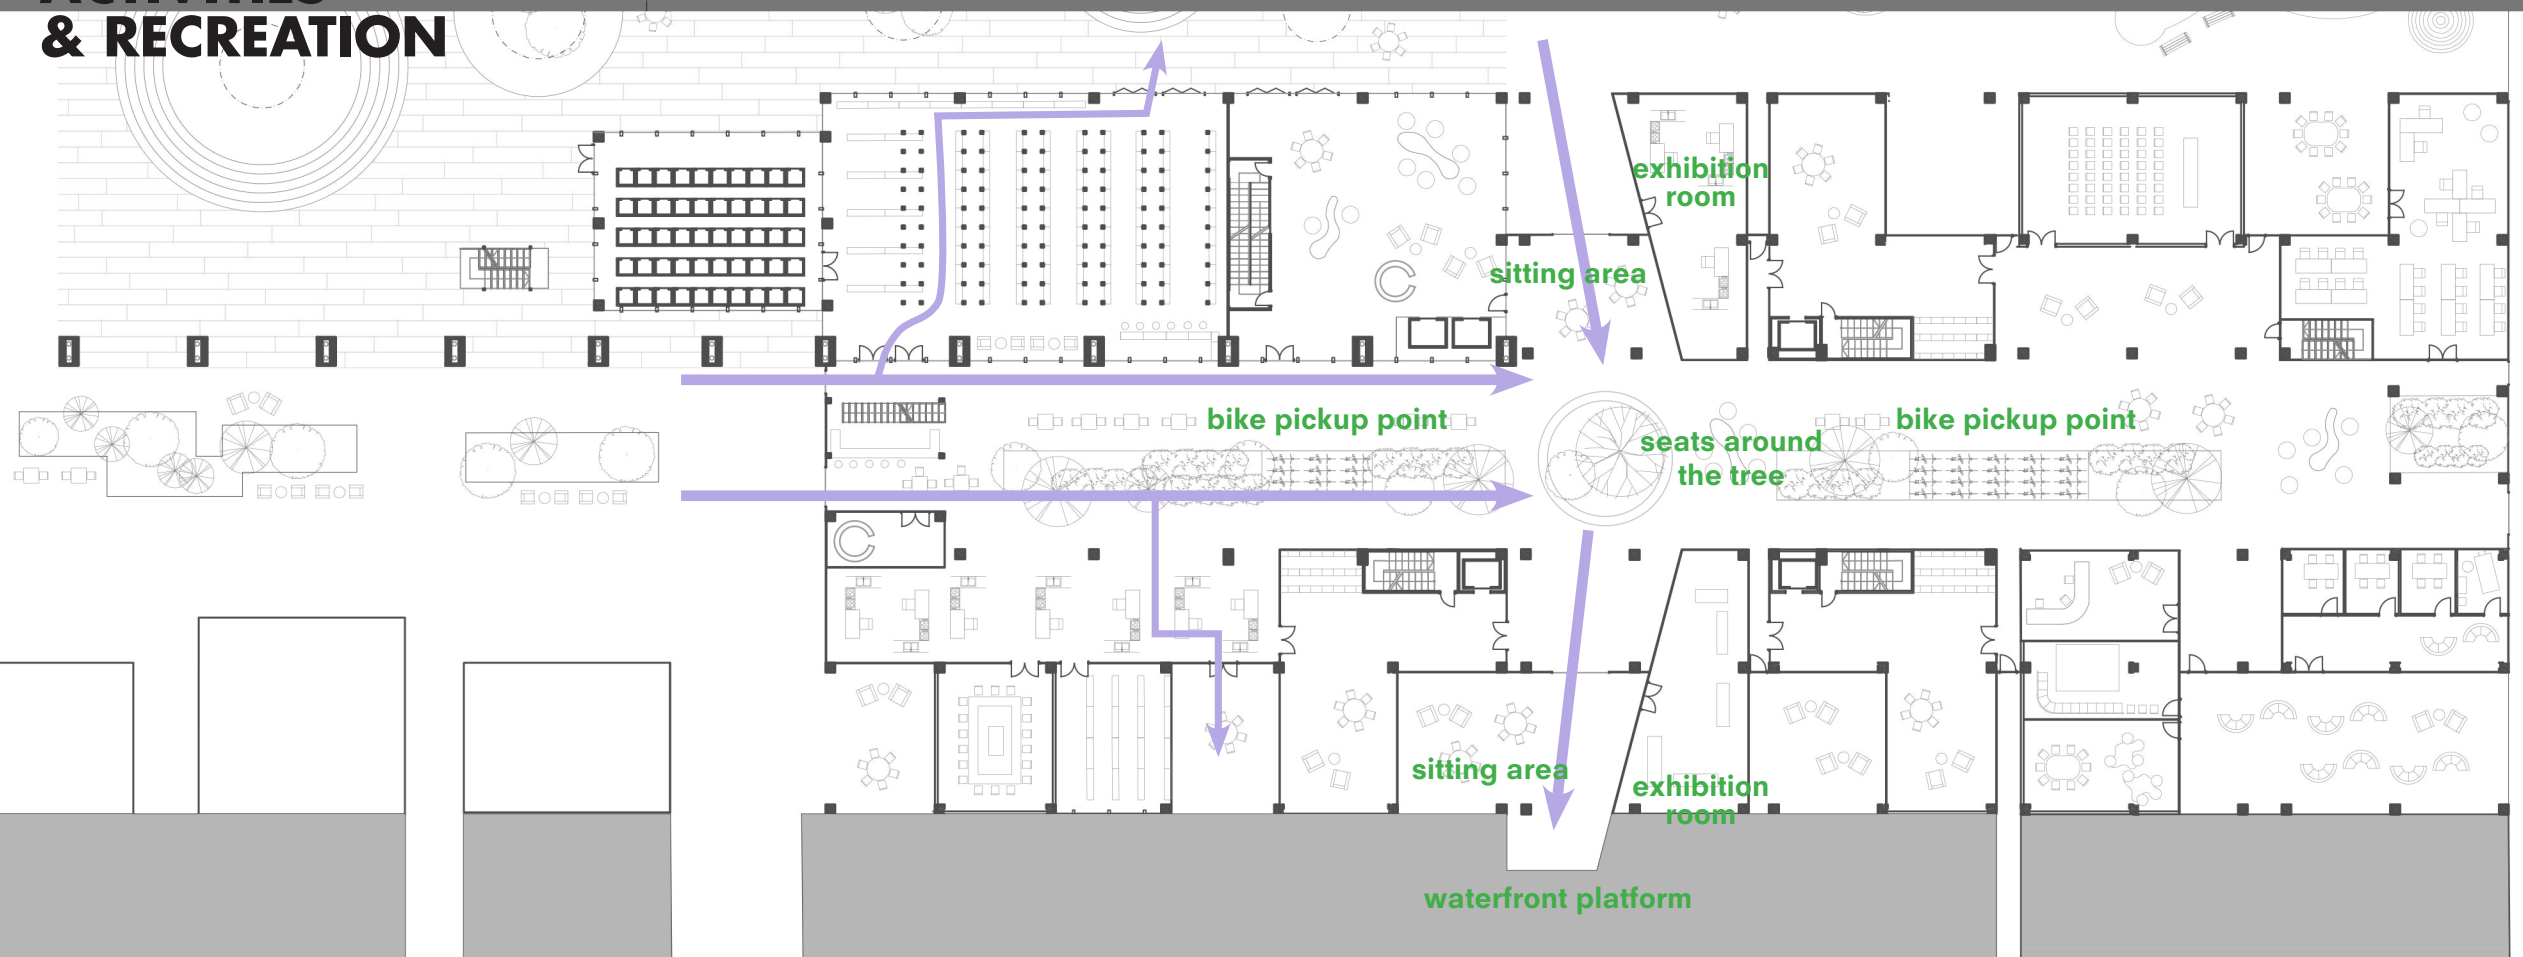 ACTIVITIES
& RECREATION
exhibition
room
sitting area
bike pickup point
seats around
the tree
bike pickup point
sitting area
exhibition
room
waterfront platform